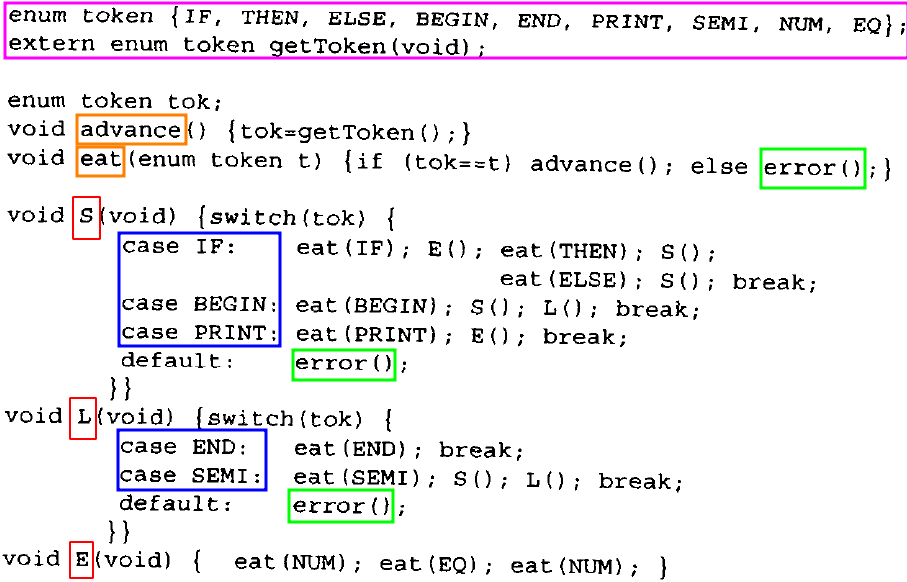 enum token {IF, THEN, ELSE, BEGIN, END, PRINT, SEMI, NUM, EQ};
extern enum token getToken(void);
enum token tok;
void advance() {tok=getToken();}
void eat(enum token t) {if (tok==t) advance(); else error();}
void S(void) {switch(tok) {
case IF: eat(IF); E(); eat(THEN); S();
eat(ELSE); S(); break;
case BEGIN: eat(BEGIN); S(); L(); break;
case PRINT: eat(PRINT); E(); break;
default: error();
}}
void L(void) {switch(tok) {
case END: eat(END); break;
case SEMI: eat(SEMI); S(); L(); break;
default: error();
}}
void E(void) { eat(NUM); eat(EQ); eat(NUM); }